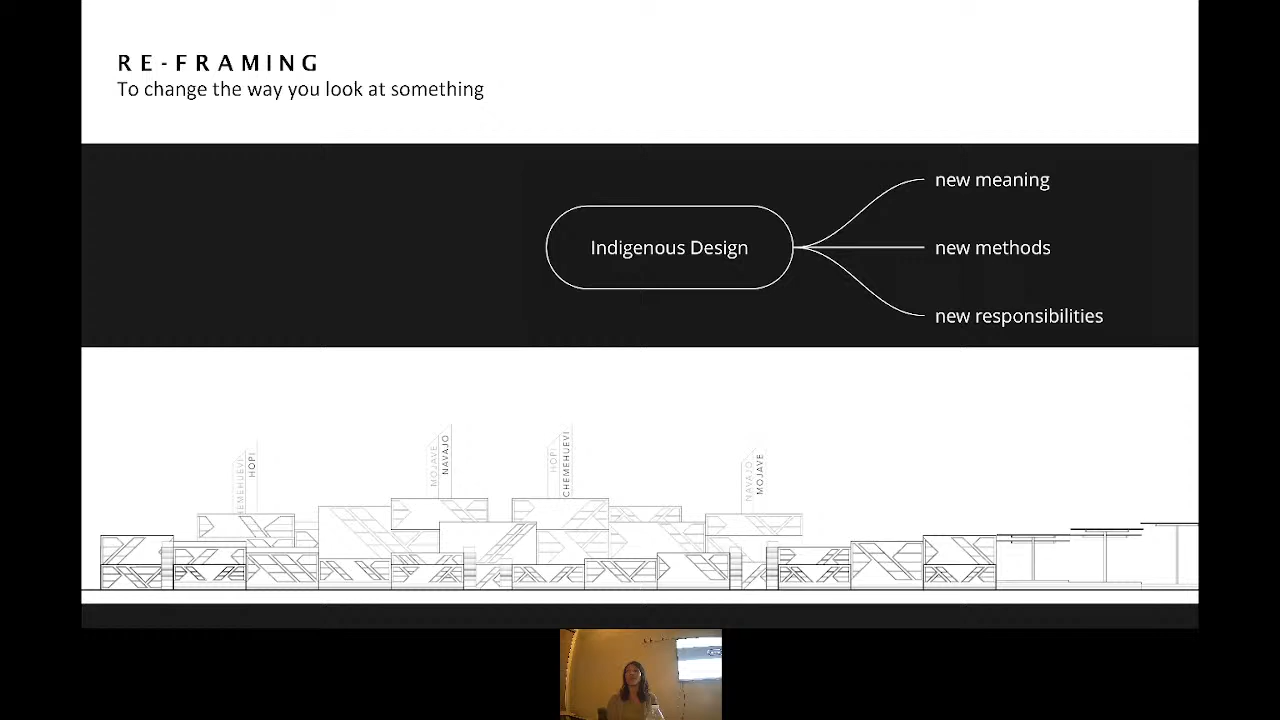 RE-FRAMING
To change the way you look at something
new meaning
Indigenous Design
new methods
new responsibilities
HOPI
MOJAVE
NAVAJO
HOPI
CHEMEHUEVI
NAVAJO
MOJAVE